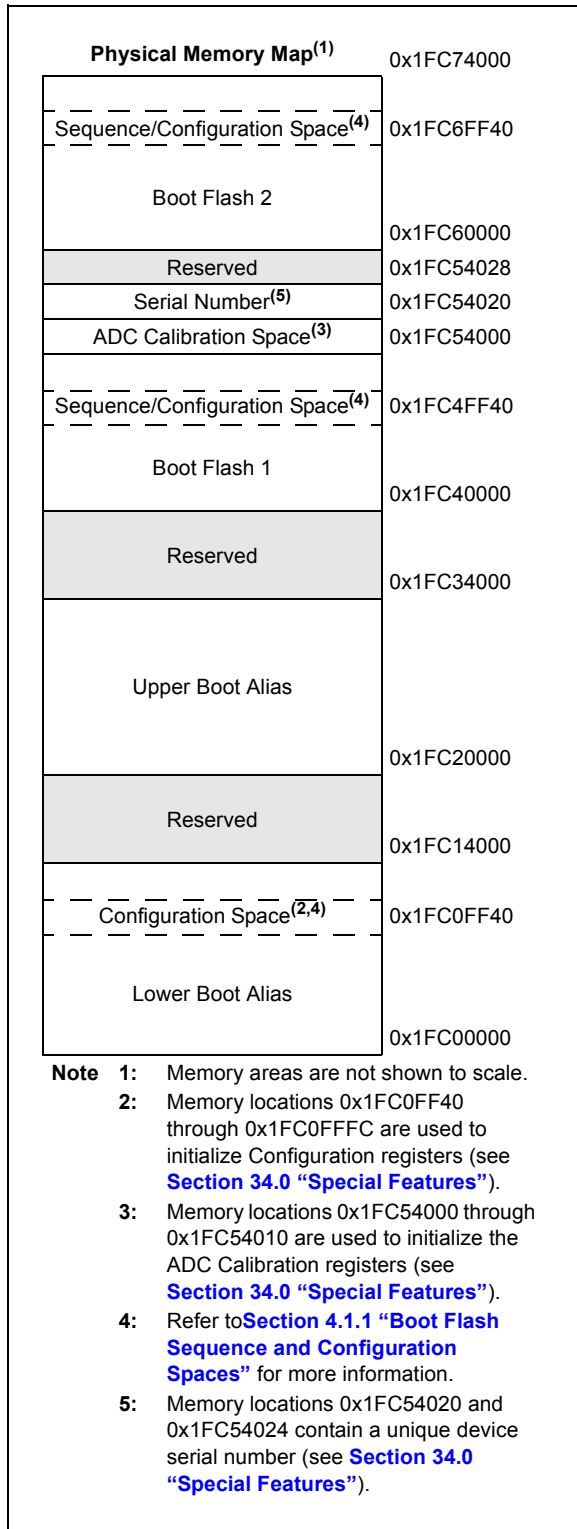 Physical Memory Map(1)
0x1FC74000
Sequence/Configuration Space(4)
0x1FC6FF40
Boot Flash 2
0x1FC60000
Reserved
0x1FC54028
Serial Number(5)
0x1FC54020
ADC Calibration Space(3)
0x1FC54000
Sequence/Configuration Space(4)
0x1FC4FF40
Boot Flash 1
0x1FC40000
Reserved
0x1FC34000
Upper Boot Alias
0x1FC20000
Reserved
0x1FC14000
Configuration Space(2,4)
0x1FC0FF40
Lower Boot Alias
0x1FC00000
Note 1: Memory areas are not shown to scale.
2: Memory locations 0x1FC0FF40
through 0x1FC0FFFC are used to
initialize Configuration registers (see
Section 34.0 “Special Features”).
3: Memory locations 0x1FC54000 through
0x1FC54010 are used to initialize the
ADC Calibration registers (see
Section 34.0 “Special Features”).
4: Refer toSection 4.1.1 “Boot Flash
Sequence and Configuration
Spaces” for more information.
5: Memory locations 0x1FC54020 and
0x1FC54024 contain a unique device
serial number (see Section 34.0
“Special Features”).